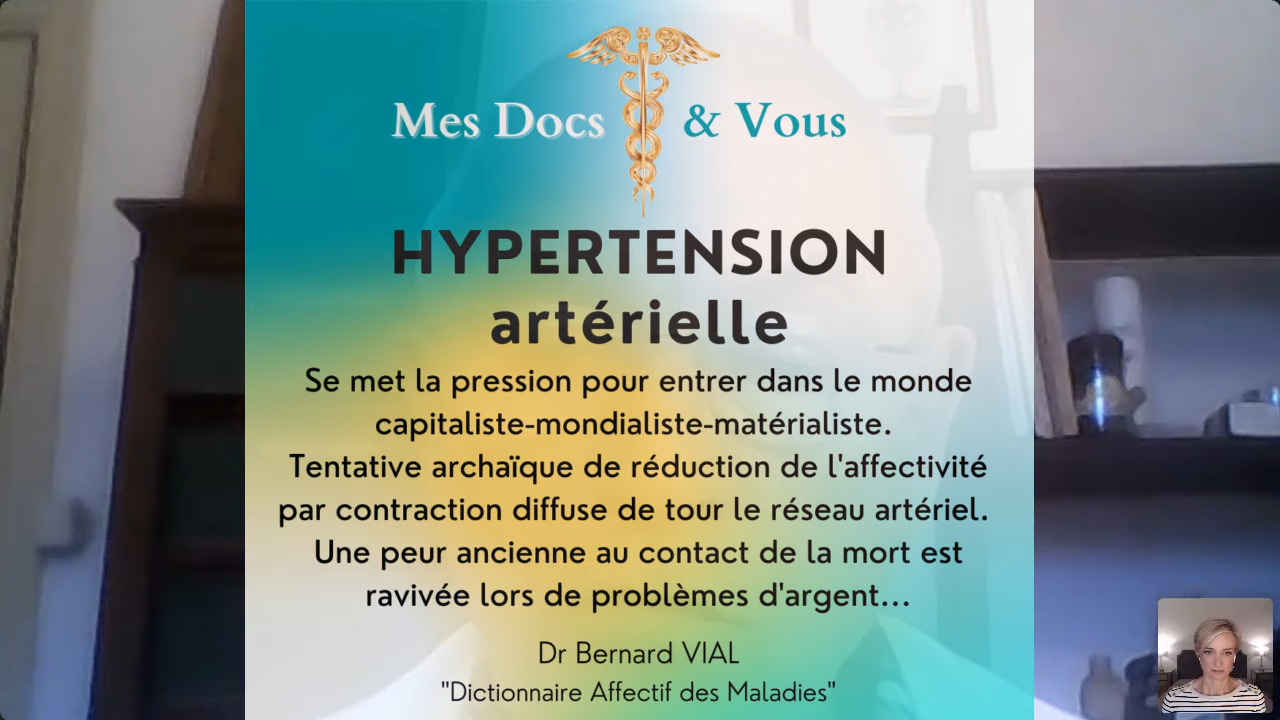 Mes Docs & Vous
HYPERTENSION
artérielle
Se met la pression pour entrer dans le monde
capitaliste-mondialiste-matérialiste.
Tentative archaïque de réduction de l'affectivité
par contraction diffuse de tour le réseau artériel.
Une peur ancienne au contact de la mort est
ravivée lors de problèmes d'argent...
Dr Bernard VIAL
"Dictionnaire Affectif des Maladies"